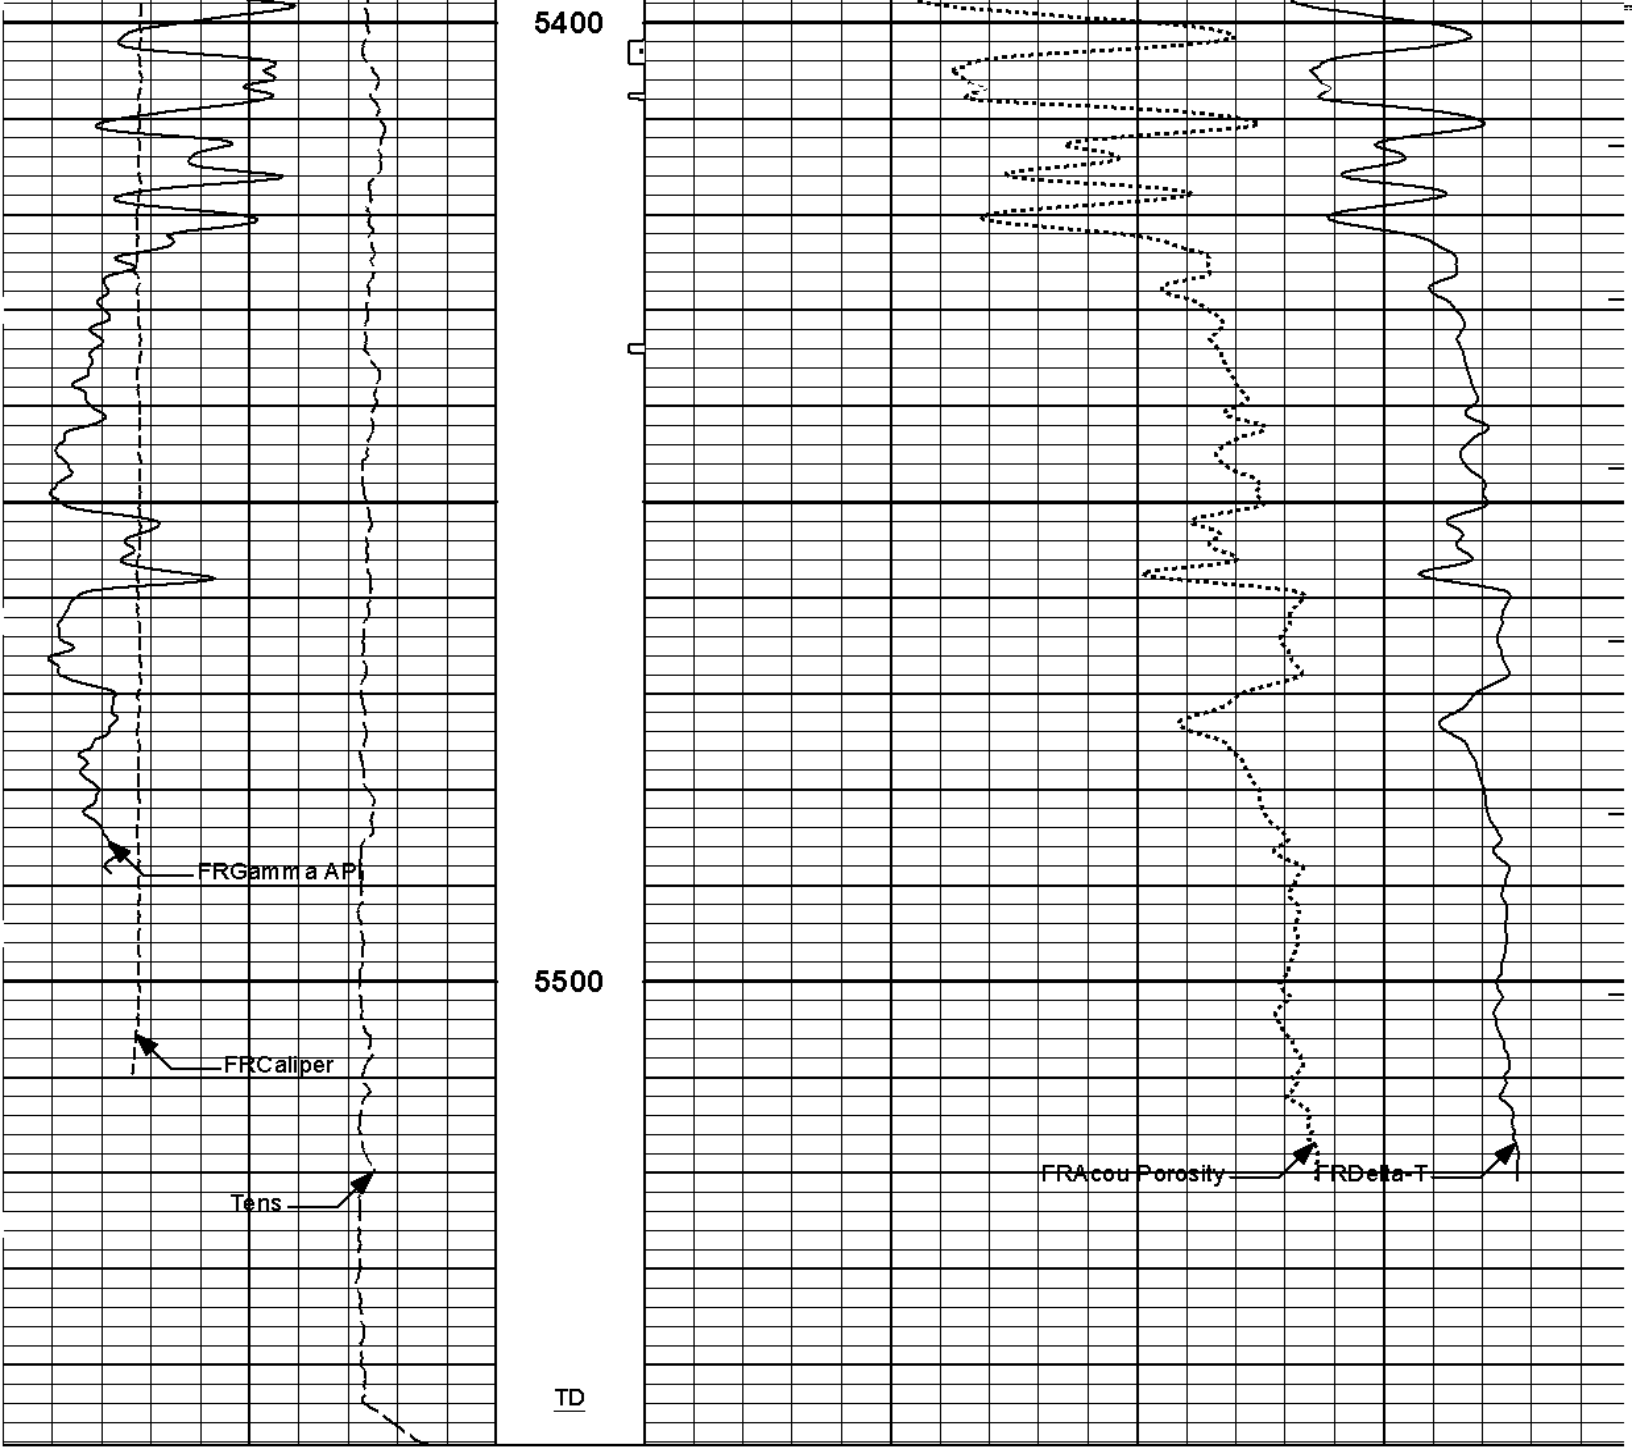 5400
FRGamma API
5500
FRCaliper
FRAcou Porosity
FRDelta-T
Tens
TD